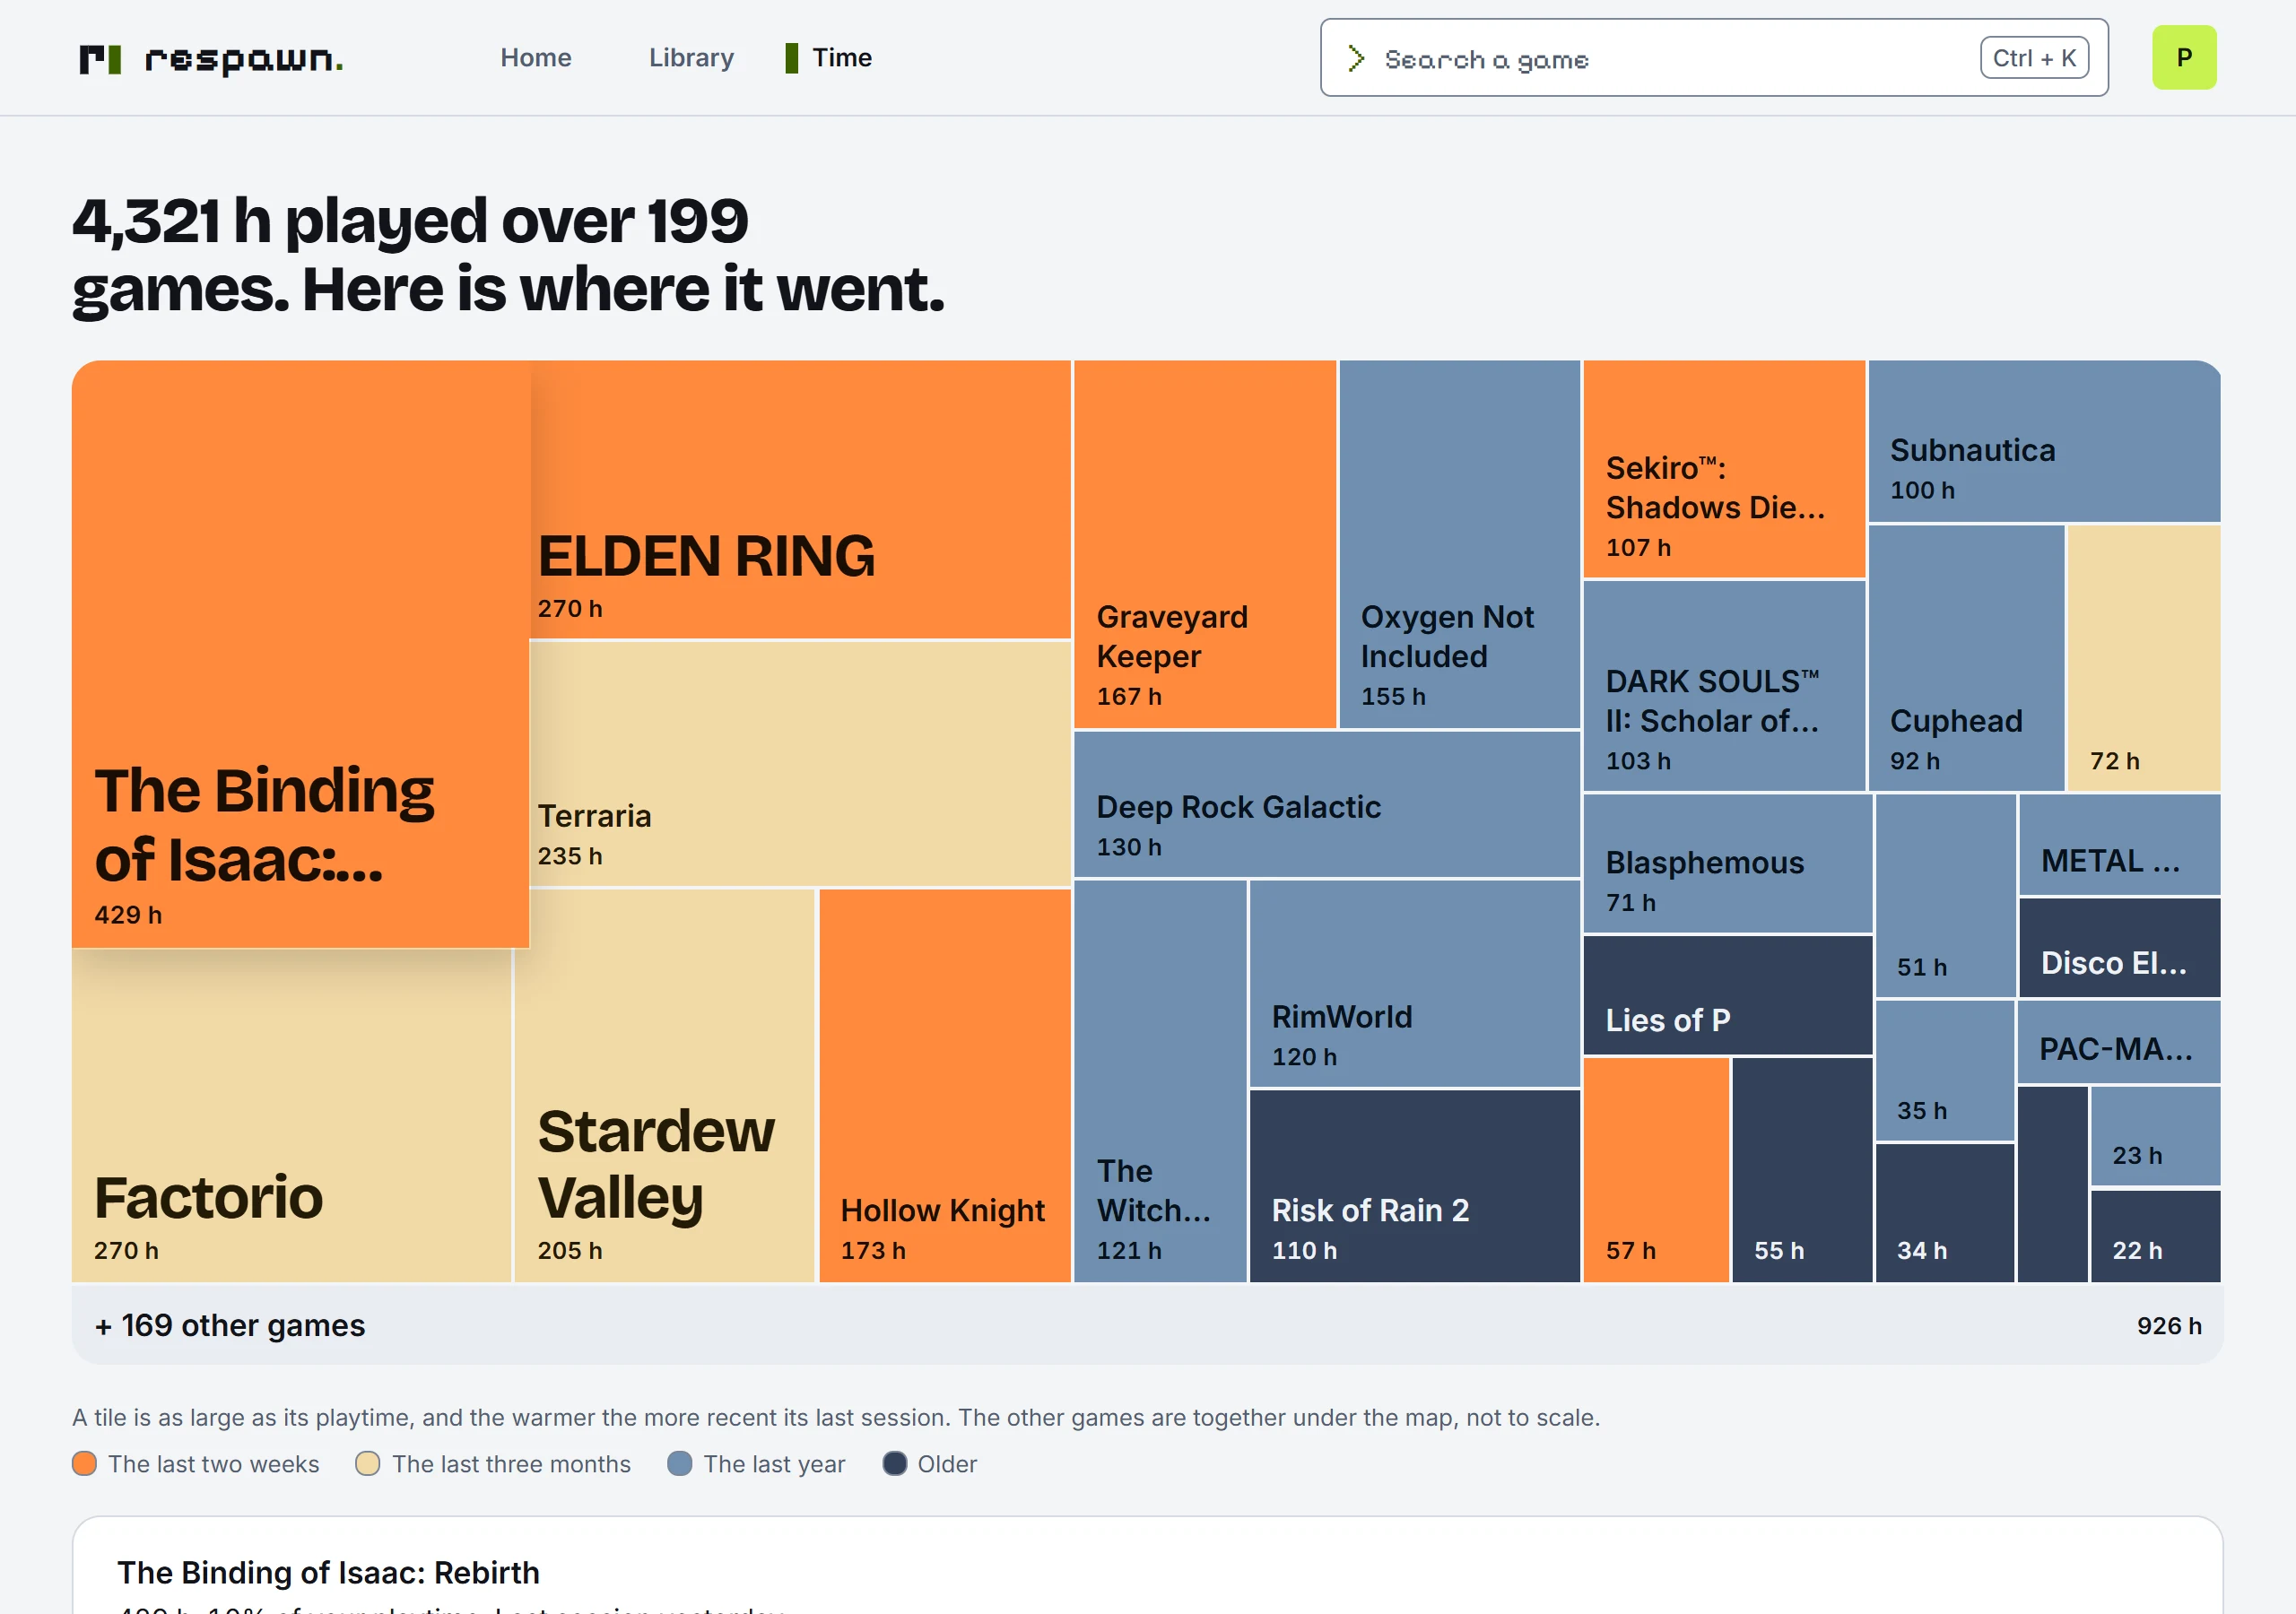 respawn.
Home
Library
Time
Search a game
Ctrl + K
P
4,321 h played over 199
games. Here is where it went.
The Binding
of Isaac:...
429 h
ELDEN RING
270 h
Terraria
235 h
Factorio
270 h
Stardew
Valley
205 h
Hollow Knight
173 h
Graveyard
Keeper
167 h
Oxygen Not
Included
155 h
Deep Rock Galactic
130 h
The
Witch...
121 h
RimWorld
120 h
Risk of Rain 2
110 h
Sekiro™:
Shadows Die...
107 h
DARK SOULS™
II: Scholar of...
103 h
Subnautica
100 h
Cuphead
92 h
72 h
Blasphemous
71 h
Lies of P
57 h
55 h
51 h
METAL ...
Disco El...
35 h
PAC-MA...
34 h
23 h
22 h
+ 169 other games
926 h
A tile is as large as its playtime, and the warmer the more recent its last session. The other games are together under the map, not to scale.
The last two weeks
The last three months
The last year
Older
The Binding of Isaac: Rebirth